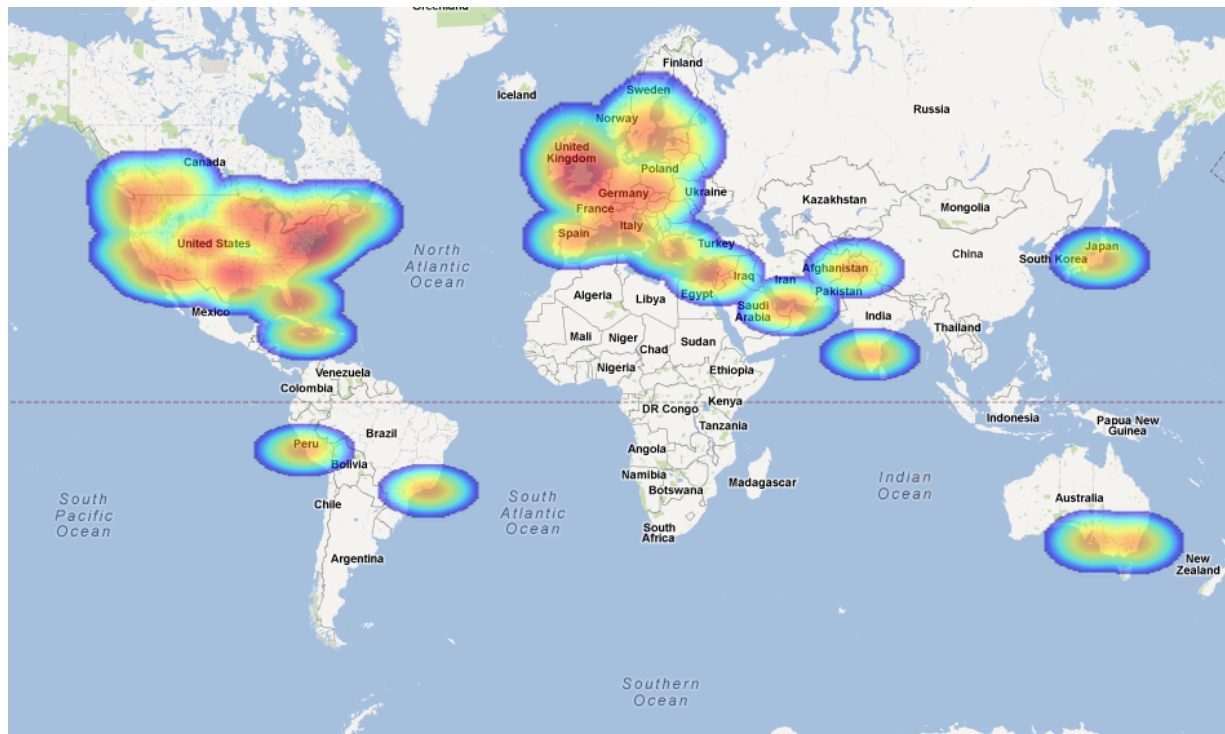 Greenland
Iceland
Finland
Sweden
Norway
Russia
United
Kingdom
Poland
Canada
Germany
Ukraine
France
Kazakhstan
Mongolia
Italy
Spain
United States
Turkey
North
Atlantic
Ocean
China
Japan
South Korea
Afghanistan
Iraq
Iran
Algeria
Libya
Egypt
Pakistan
Saudi
Arabia
Mexico
India
Mali
Niger
Chad
Sudan
Thailand
Venezuela
Nigeria
Ethiopia
Colombia
Kenya
DR Congo
Indonesia
Papua New
Guinea
Tanzania
Brazil
Peru
Angola
Bolivia
Namibia
Botswana
Madagascar
Indian
Ocean
South
Pacific
Ocean
Chile
South
Atlantic
Ocean
Australia
South
Africa
Argentina
New
Zealand
Southern
Ocean